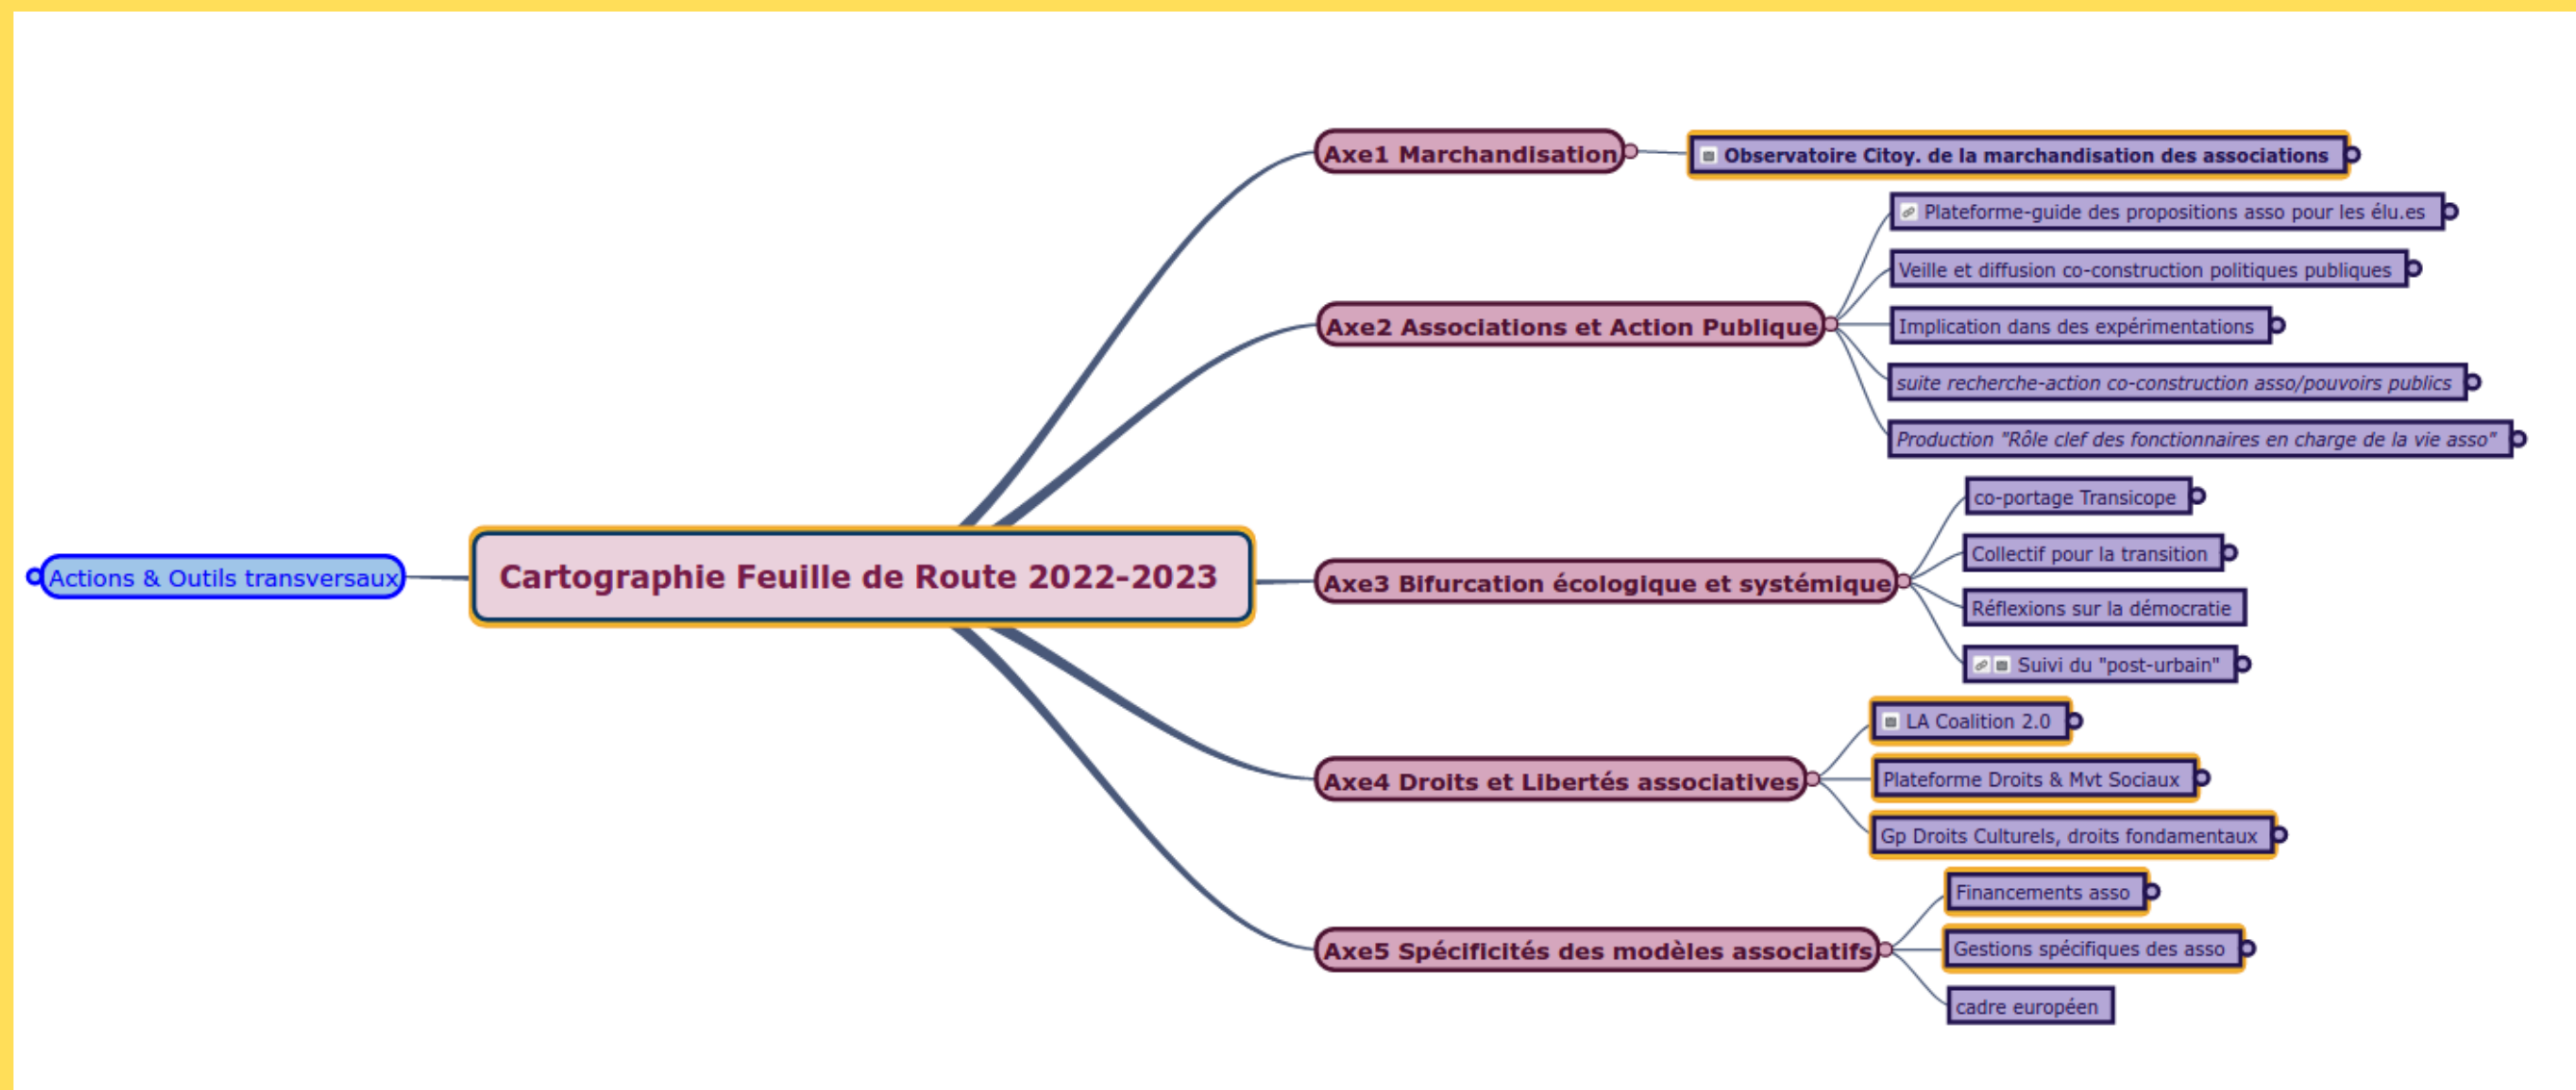 Actions & Outils transversaux
Cartographie Feuille de Route 2022-2023
Axe1 Marchandisation
Observatoire Citoy. de la marchandisation des associations
Axe2 Associations et Action Publique
Plateforme-guide des propositions asso pour les élu.es
Veille et diffusion co-construction politiques publiques
Implication dans des expérimentations
suite recherche-action co-construction asso/pouvoirs publics
Production "Rôle clef des fonctionnaires en charge de la vie asso"
Axe3 Bifurcation écologique et systémique
co-portage Transicope
Collectif pour la transition
Réflexions sur la démocratie
Suivi du "post-urbain"
Axe4 Droits et Libertés associatives
LA Coalition 2.0
Plateforme Droits & Mvt Sociaux
Gp Droits Culturels, droits fondamentaux
Axe5 Spécificités des modèles associatifs
Financements asso
Gestions spécifiques des asso
cadre européen